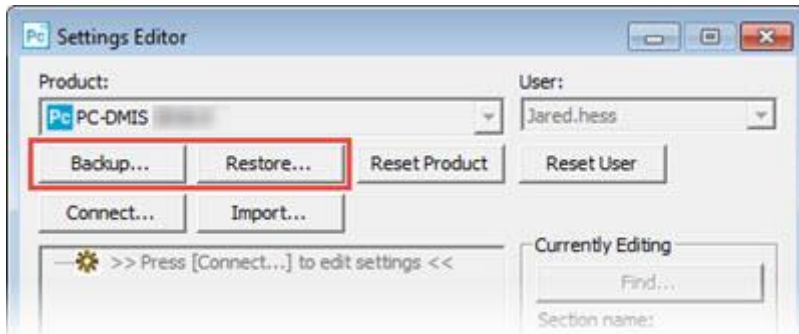 Pc Settings Editor
Product: User:
Pc PC-DMIS Jared.hess
Backup... Restore... Reset Product Reset User
Connect... Import...
>> Press [Connect...] to edit settings << Currently Editing
Find...
Section name: